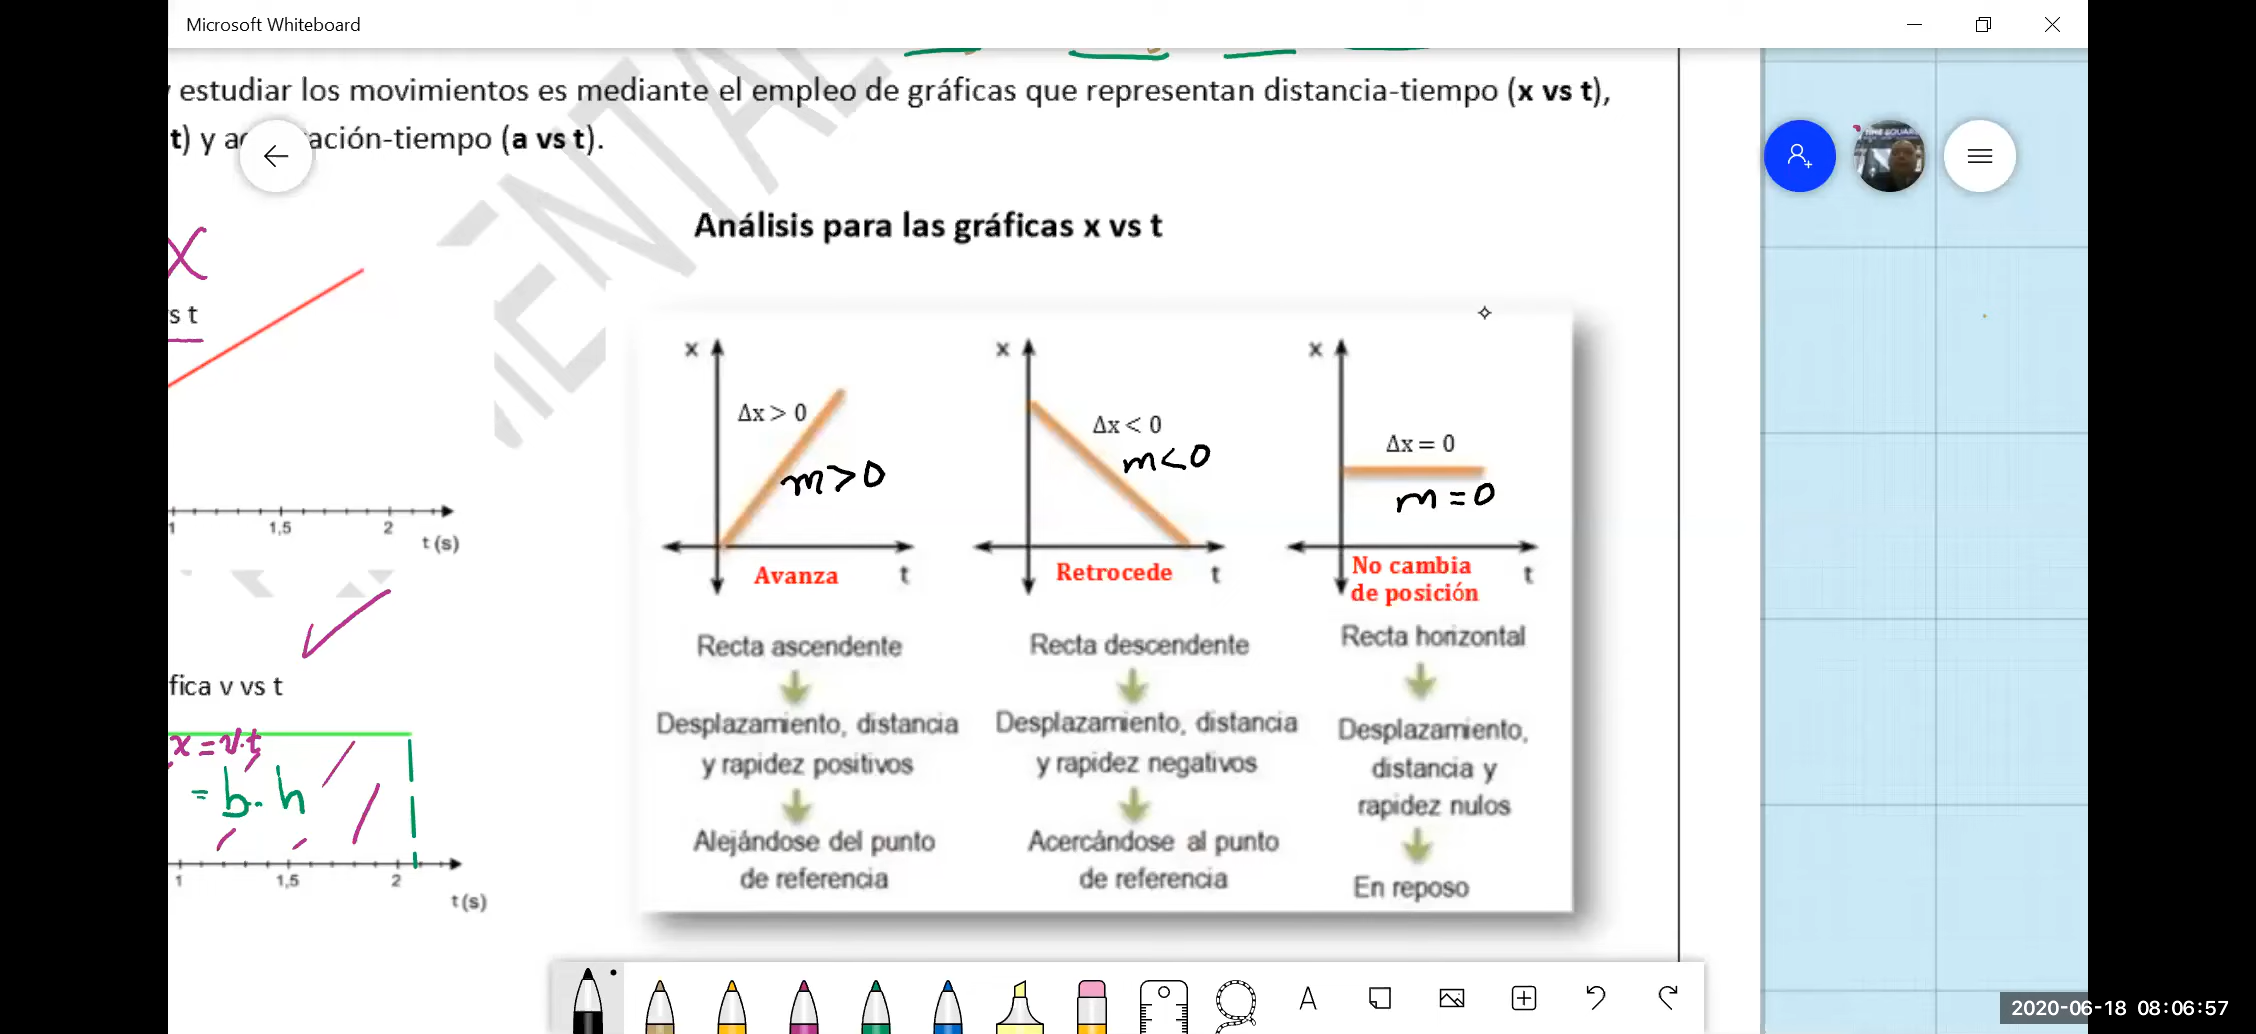 Microsoft Whiteboard
estudiar los movimientos es mediante el empleo de gráficas que representan distancia-tiempo (x vs t),
t) y ación-tiempo (a vs t).
Análisis para las gráficas x vs t
x
s t
1 1,5 2
t (s)
fica v vs t
x = v.t
= b.. h
1 1,5 2
t (s)
x
Δx > 0
m > 0
Avanza t
Recta ascendente
Desplazamiento, distancia
y rapidez positivos
Alejándose del punto
de referencia
x
Δx < 0
m < 0
Retrocede t
Recta descendente
Desplazamiento, distancia
y rapidez negativos
Acercándose al punto
de referencia
x
Δx = 0
m = 0
No cambia
de posición t
Recta horizontal
Desplazamiento,
distancia y
rapidez nulos
En reposo
2020-06-18 08:06:57